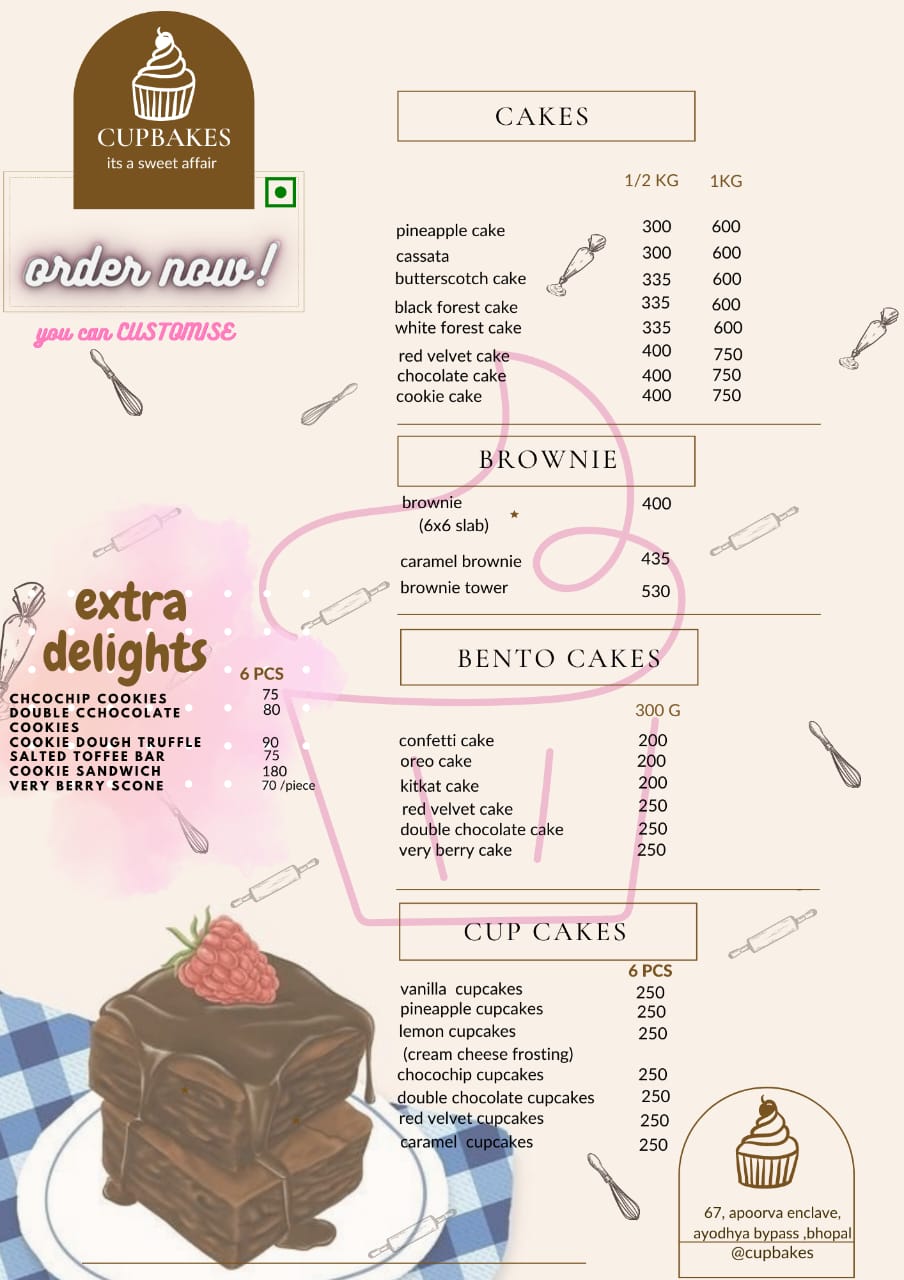 CUPBAKES
its a sweet affair
order now!
you can CUSTOMISE
CAKES
1/2 KG 1KG
pineapple cake 300 600
cassata 300 600
butterscotch cake 335 600
black forest cake 335 600
white forest cake 335 600
red velvet cake 400 750
chocolate cake 400 750
cookie cake 400 750
BROWNIE
brownie 400
(6x6 slab)
caramel brownie 435
brownie tower 530
extra
delights
6 PCS
CHCOCHIP COOKIES 75
DOUBLE CCHOCOLATE 80
COOKIES
COOKIE DOUGH TRUFFLE 90
SALTED TOFFEE BAR 75
COOKIE SANDWICH 180
VERY BERRY SCONE 70 /piece
BENTO CAKES
300 G
confetti cake 200
oreo cake 200
kitkat cake 200
red velvet cake 250
double chocolate cake 250
very berry cake 250
CUP CAKES
6 PCS
vanilla cupcakes 250
pineapple cupcakes 250
lemon cupcakes 250
(cream cheese frosting)
chocochip cupcakes 250
double chocolate cupcakes 250
red velvet cupcakes 250
caramel cupcakes 250
67, apoorva enclave,
ayodhya bypass ,bhopal
@cupbakes